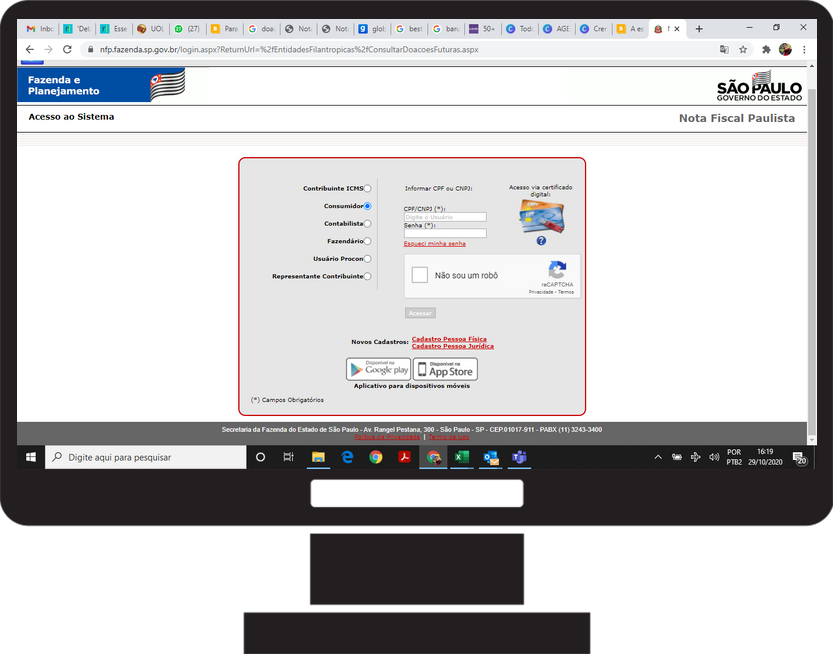 Inbo
'Del
Esse
UOL
(27)
Para
doa
Nota
Not
glob
best
ban
50+
Tod
AGE
Cre
A es
nfp.fazenda.sp.gov.br/login.aspx?ReturnUrl=%2fEntidadesFilantropicas%2fConsultarDoacoesFuturas.aspx
Fazenda e
Planejamento
SÃO PAULO
GOVERNO DO ESTADO
Acesso ao Sistema
Nota Fiscal Paulista
Contribuinte ICMS
Consumidor
Contabilista
Fazendário
Usuário Procon
Representante Contribuinte
Informar CPF ou CNPJ:
CPF/CNPJ (*):
Digite o Usuário
Senha (*):
Esqueci minha senha
Acesso via certificado
digital:
?
Não sou um robô
reCAPTCHA
Privacidade - Termos
Acessar
Novos Cadastros:
Cadastro Pessoa Física
Cadastro Pessoa Jurídica
Disponível na
Google play
Disponível na
App Store
Aplicativo para dispositivos móveis
(*) Campos Obrigatórios
Secretaria da Fazenda do Estado de São Paulo - Av. Rangel Pestana, 300 - São Paulo - SP - CEP.01017-911 - PABX (11) 3243-3400
Política de Privacidade | Termo de uso
Digite aqui para pesquisar
POR
PTB2
16:19
29/10/2020
20